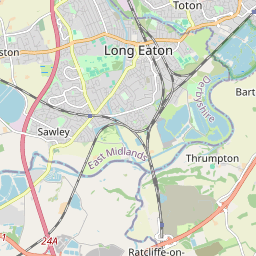 Toton
Long Eaton
ston
Derbyshire
Bart
Sawley
East Midlands
Thrumpton
24A
Ratcliffe-on-